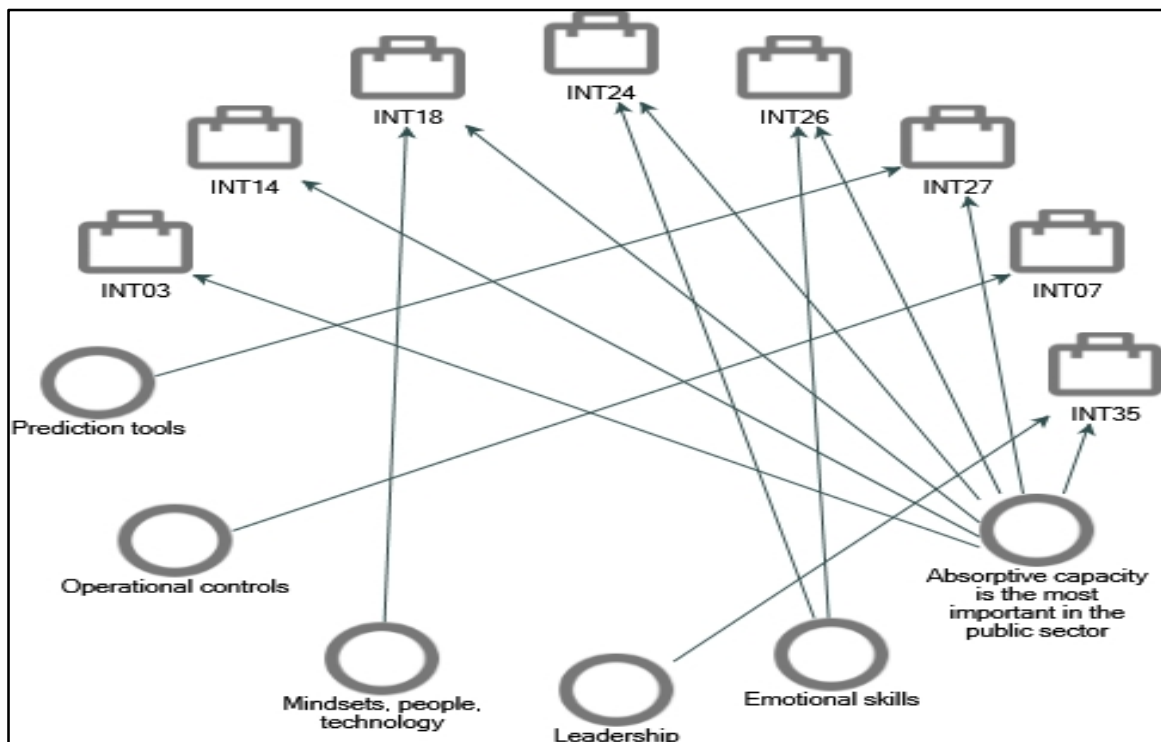 INT24
INT18
INT26
INT14
INT27
INT03
INT07
INT35
Prediction tools
Operational controls
Absorptive capacity
is the most
important in the
public sector
Mindsets, people,
technology
Emotional skills
Leadership